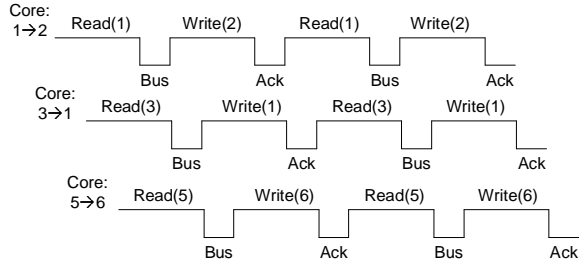 Core:
1→2
Read(1) Write(2) Read(1) Write(2)
Bus Ack Bus Ack
Core:
3→1
Read(3) Write(1) Read(3) Write(1)
Bus Ack Bus Ack
Core:
5→6
Read(5) Write(6) Read(5) Write(6)
Bus Ack Bus Ack